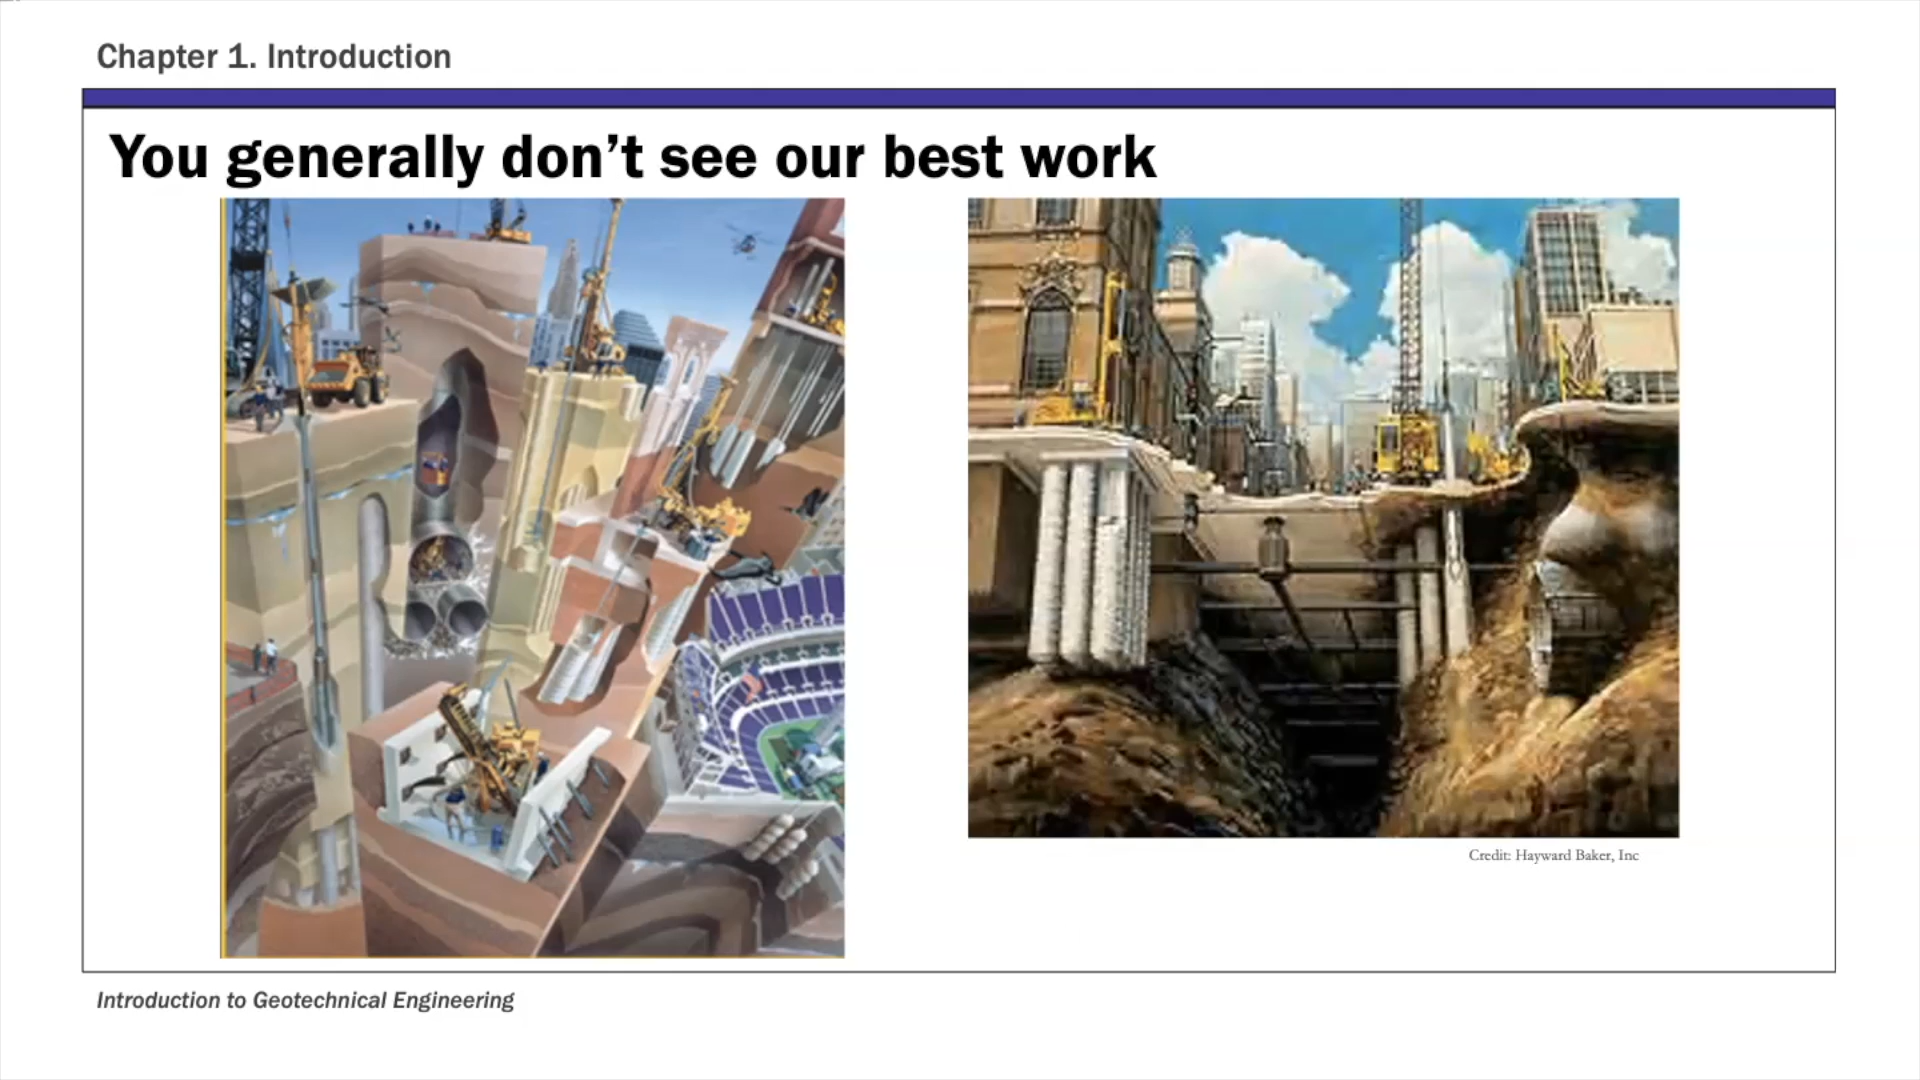 Chapter 1. Introduction
You generally don’t see our best work
Credit: Hayward Baker, Inc
Introduction to Geotechnical Engineering